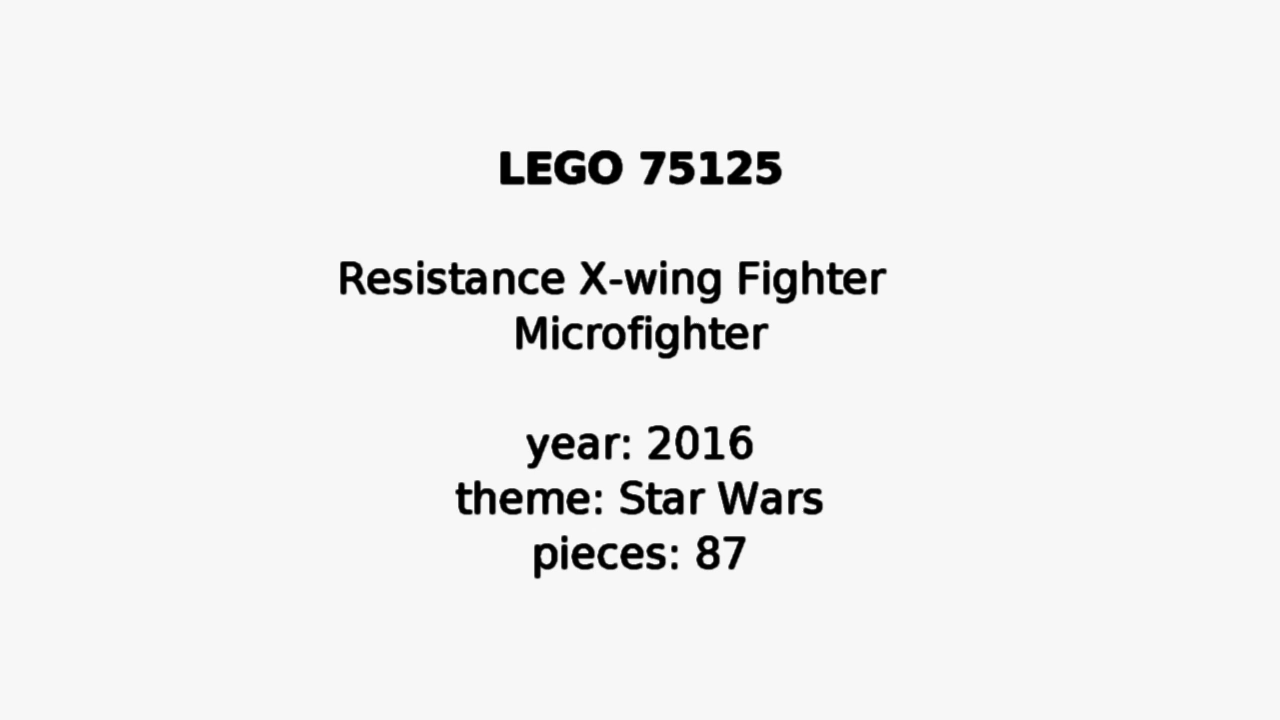 LEGO 75125
Resistance X-wing Fighter
Microfighter
year: 2016
theme: Star Wars
pieces: 87